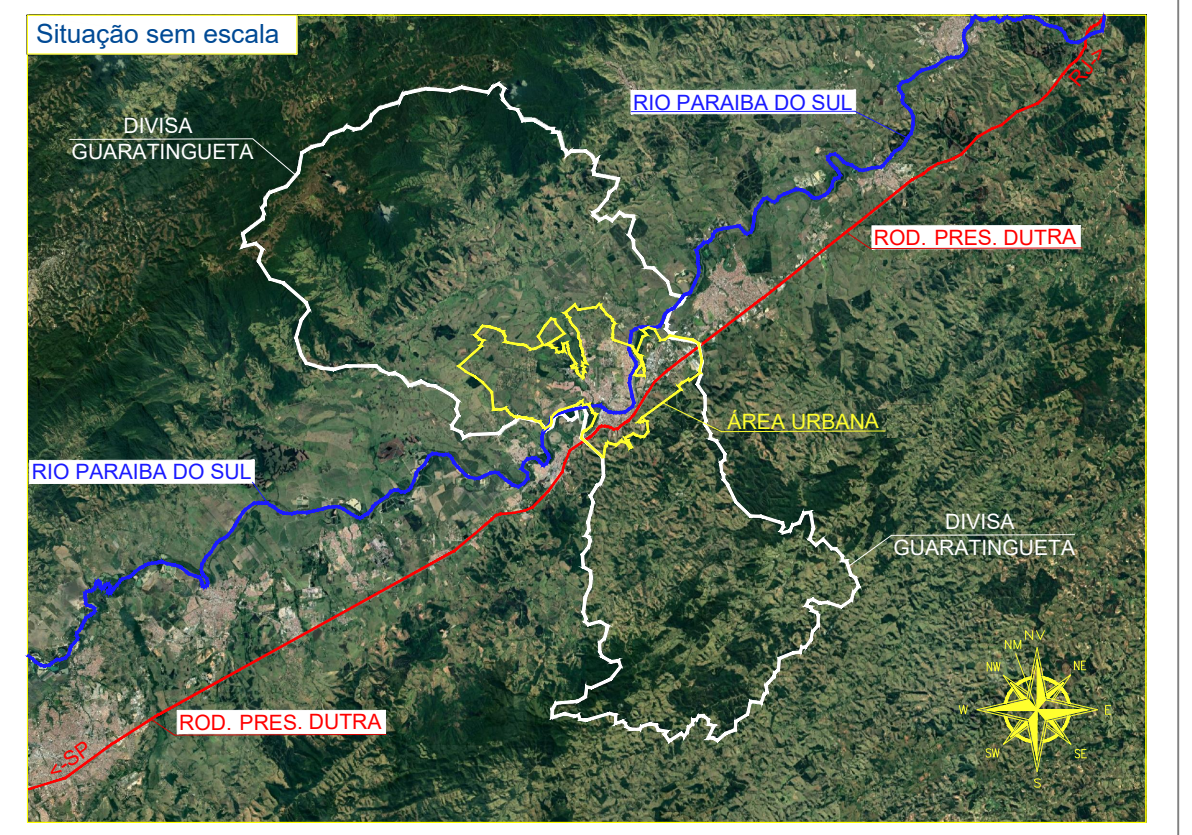 Situação sem escala
RJ->
RIO PARAIBA DO SUL
DIVISA
GUARATINGUETA
ROD. PRES. DUTRA
ÁREA URBANA
RIO PARAIBA DO SUL
DIVISA
GUARATINGUETA
NV
NM
NW
NE
W
E
SW
SE
S
ROD. PRES. DUTRA
<-SP